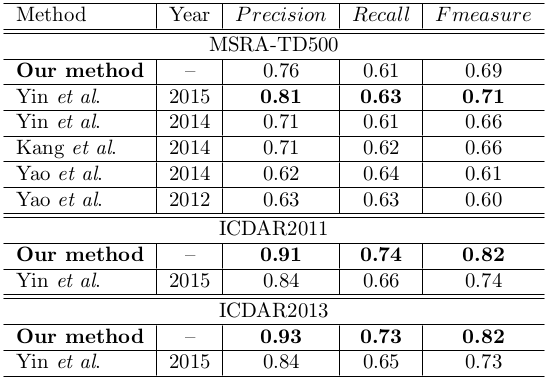 Method Year Precision Recall Fmeasure
MSRA-TD500
Our method – 0.76 0.61 0.69
Yin et al. 2015 0.81 0.63 0.71
Yin et al. 2014 0.71 0.61 0.66
Kang et al. 2014 0.71 0.62 0.66
Yao et al. 2014 0.62 0.64 0.61
Yao et al. 2012 0.63 0.63 0.60
ICDAR2011
Our method – 0.91 0.74 0.82
Yin et al. 2015 0.84 0.66 0.74
ICDAR2013
Our method – 0.93 0.73 0.82
Yin et al. 2015 0.84 0.65 0.73